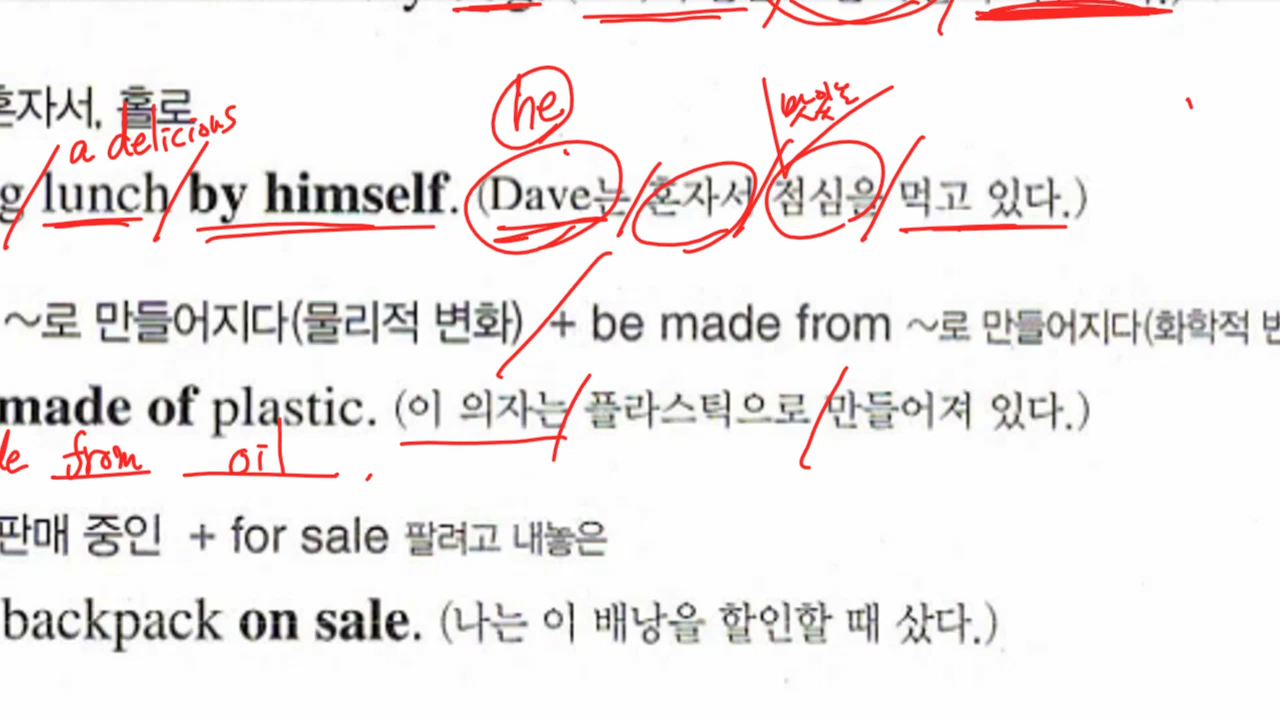 혼자서, 홀로
a delicious he 맛있는
g lunch by himself. (Dave는 혼자서 점심을 먹고 있다.)
~로 만들어지다(물리적 변화) + be made from ~로 만들어지다(화학적 변
made of plastic. (이 의자는 플라스틱으로 만들어져 있다.)
de from oil.
판매 중인 + for sale 팔려고 내놓은
backpack on sale. (나는 이 배낭을 할인할 때 샀다.)